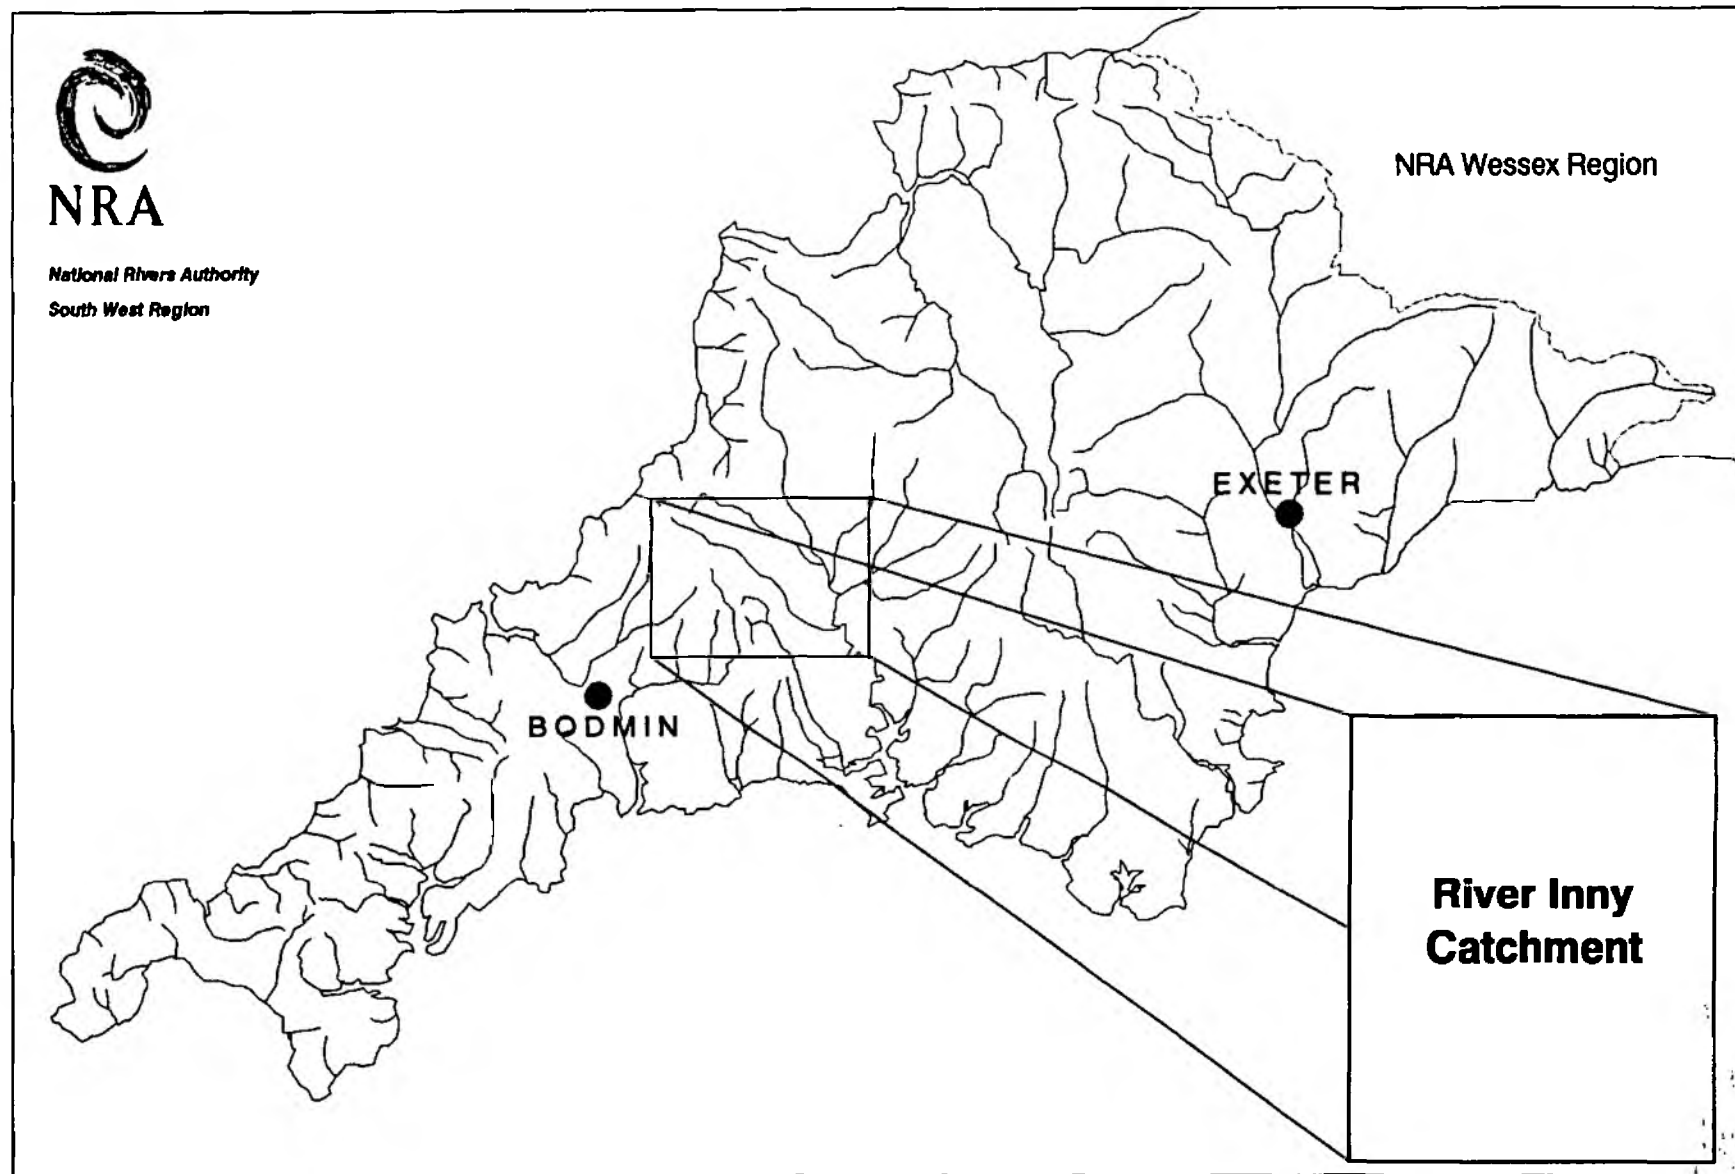 NRA
National Rivers Authority
South West Region
NRA Wessex Region
EXETER
BODMIN
River Inny
Catchment